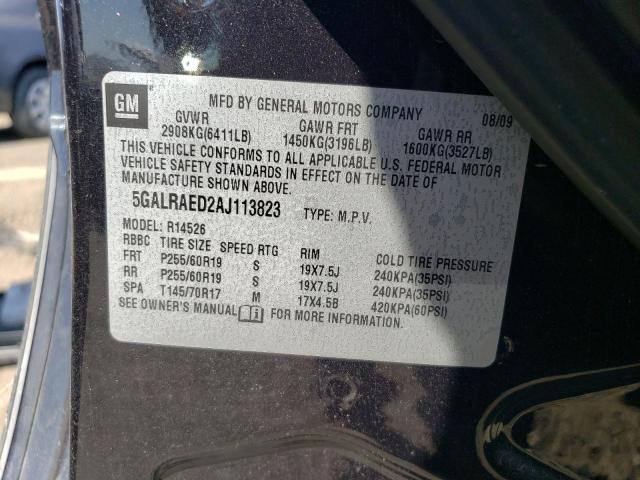 GM
MFD BY GENERAL MOTORS COMPANY 08/09
GVWR GAWR FRT GAWR RR
2908KG(6411LB) 1450KG(3196LB) 1600KG(3527LB)
THIS VEHICLE CONFORMS TO ALL APPLICABLE U.S. FEDERAL MOTOR
VEHICLE SAFETY STANDARDS IN EFFECT ON THE DATE OF
MANUFACTURE SHOWN ABOVE.
5GALRAED2AJ113823 TYPE: M.P.V.
MODEL: R14526
RBBC TIRE SIZE SPEED RTG RIM COLD TIRE PRESSURE
FRT P255/60R19 S 19X7.5J 240KPA(35PSI)
RR P255/60R19 S 19X7.5J 240KPA(35PSI)
SPA T145/70R17 M 17X4.5B 420KPA(60PSI)
SEE OWNER'S MANUAL FOR MORE INFORMATION.